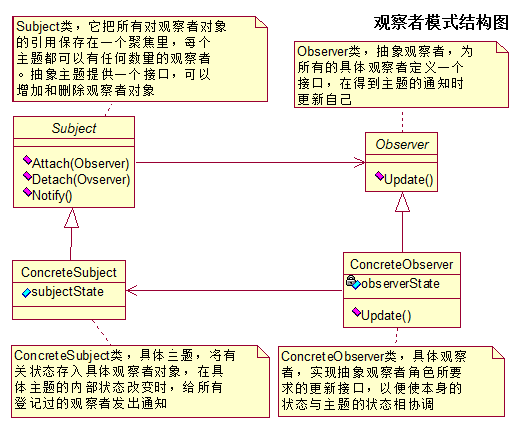 观察者模式结构图
Subject类，它把所有对观察者对象
的引用保存在一个聚焦里，每个
主题都可以有任何数量的观察者
。抽象主题提供一个接口，可以
增加和删除观察者对象
Observer类，抽象观察者，为
所有的具体观察者定义一个
接口，在得到主题的通知时
更新自己
Subject
Attach(Observer)
Detach(Ovserver)
Notify()
Observer
Update()
ConcreteSubject
subjectState
ConcreteObserver
observerState
Update()
ConcreteSubject类，具体主题，将有
关状态存入具体观察者对象，在具
体主题的内部状态改变时，给所有
登记过的观察者发出通知
ConcreteObserver类，具体观察
者，实现抽象观察者角色所要
求的更新接口，以便使本身的
状态与主题的状态相协调